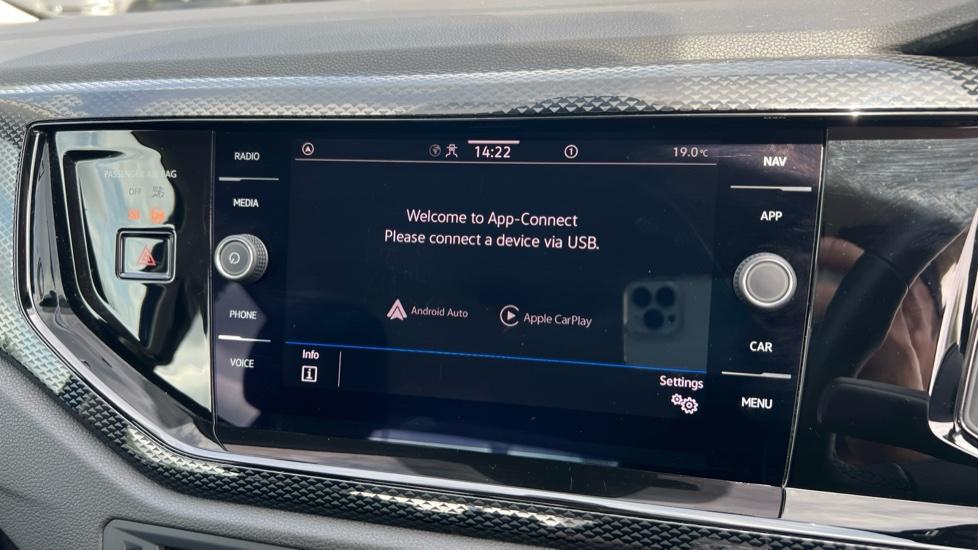 PASSENGER AIR BAG
OFF
RADIO
MEDIA
PHONE
VOICE
14:22
1
19.0°C
Welcome to App-Connect
Please connect a device via USB.
Android Auto
Apple CarPlay
Info
i
Settings
NAV
APP
CAR
MENU